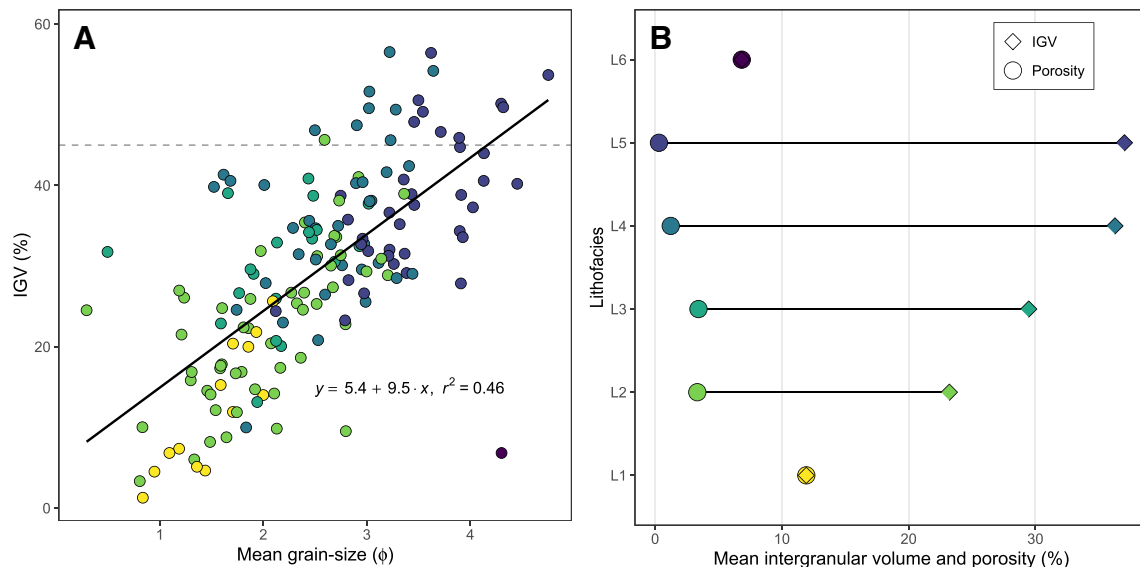 A
60
40
20
0
IGV (%)
y = 5.4 + 9.5 · x, r² = 0.46
1 2 3 4
Mean grain-size (ϕ)
B
IGV
Porosity
L6
L5
L4
L3
L2
L1
Lithofacies
0 10 20 30
Mean intergranular volume and porosity (%)